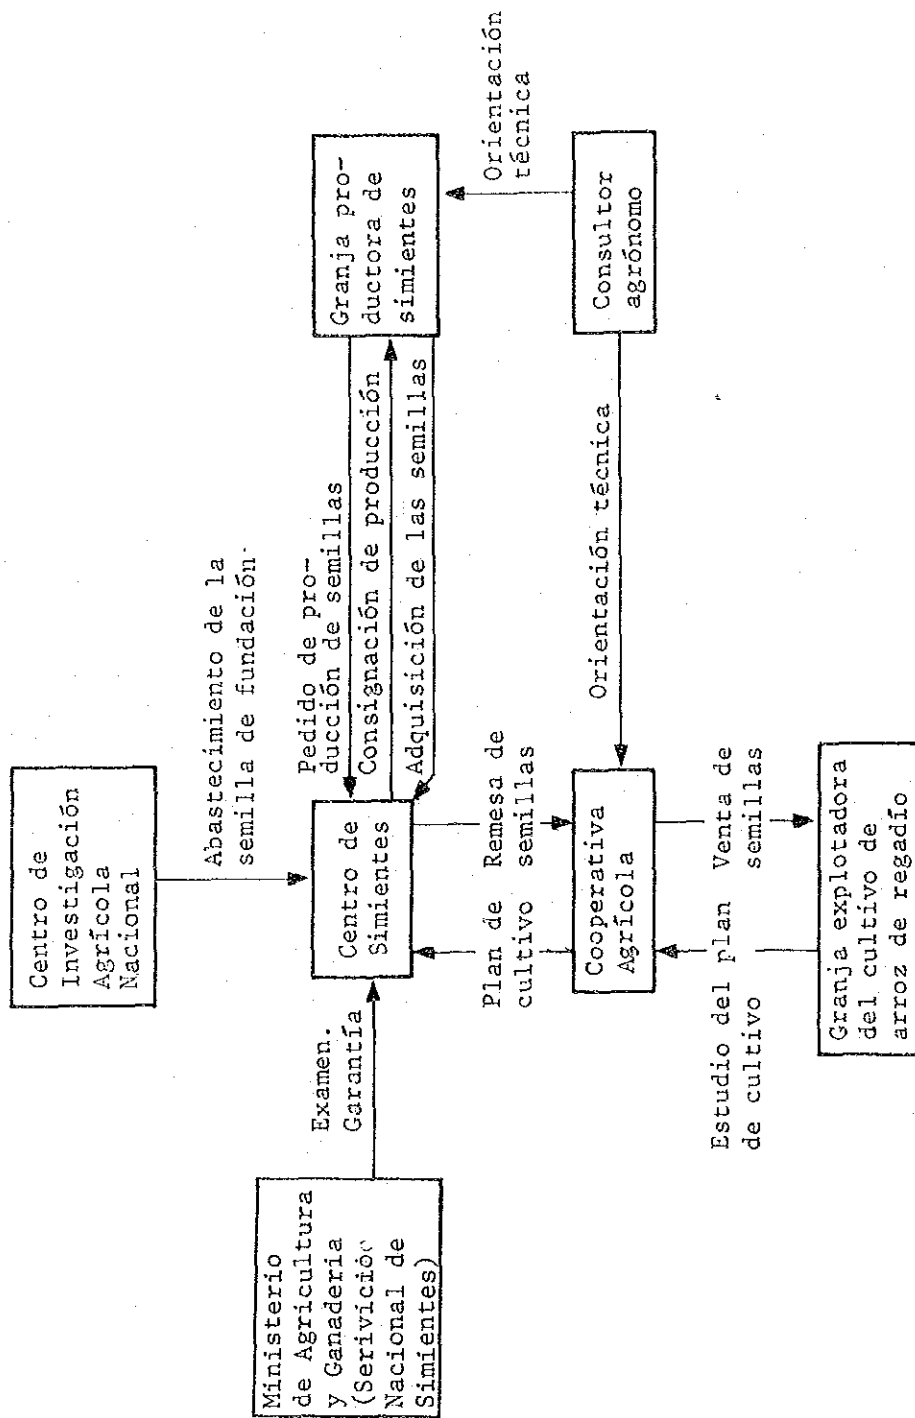 Centro de
Investigación
Agrícola
Nacional
Abastecimiento de la
semilla de fundación
Ministerio
de Agricultura
y Ganaderia
(Serivición
Nacional de
Simientes)
Examen.
Garantía
Centro de
Simientes
Pedido de pro-
ducción de semillas
Consignación de producción
Adquisición de las semillas
Granja pro-
ductora de
simientes
Orientación
técnica
Plan de
cultivo
Remesa de
semillas
Cooperativa
Agrícola
Orientación técnica
Consultor
agrónomo
Estudio del plan
de cultivo
Venta de
semillas
Granja explotadora
del cultivo de
arroz de regadío